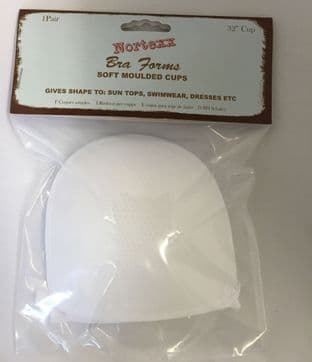 1Pair 32" Cup
Nortexx
Bra Forms
SOFT MOULDED CUPS
GIVES SHAPE TO: SUN TOPS, SWIMWEAR, DRESSES ETC